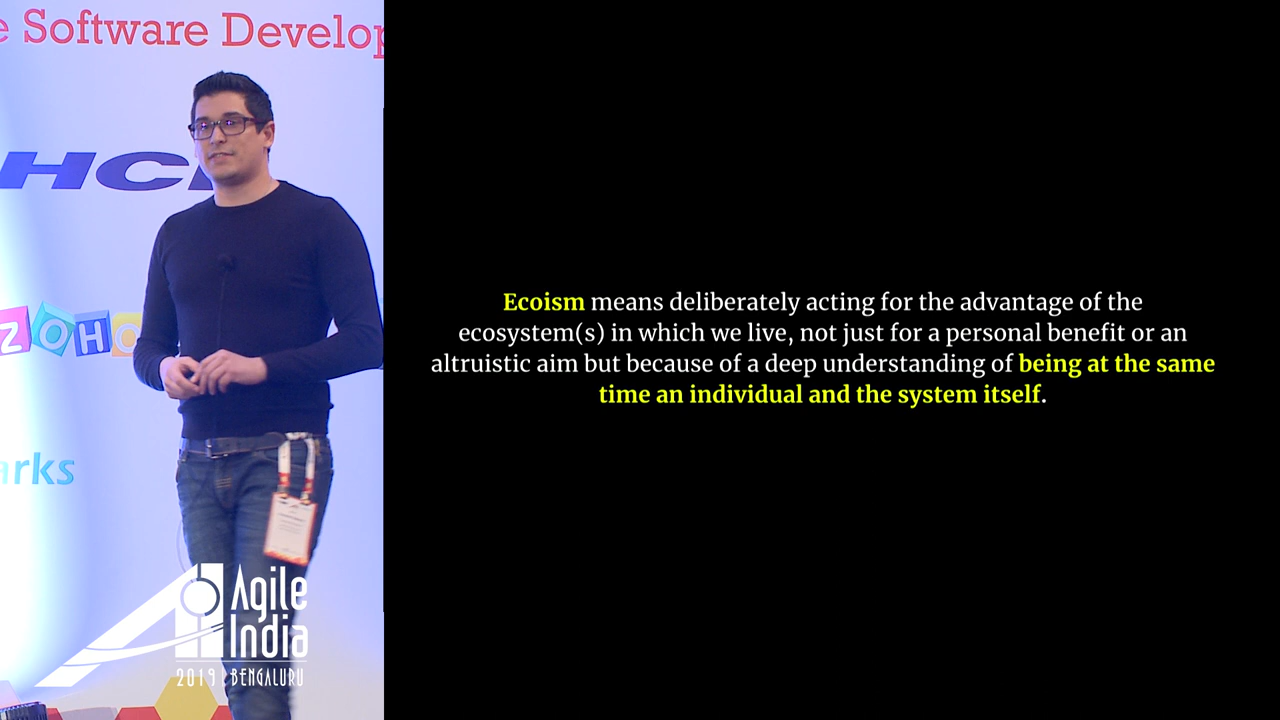 e Software Develop
HCL
ZOHO
arks
Agile
India
2019 | BENGALURU
Ecoism means deliberately acting for the advantage of the
ecosystem(s) in which we live, not just for a personal benefit or an
altruistic aim but because of a deep understanding of being at the same
time an individual and the system itself.